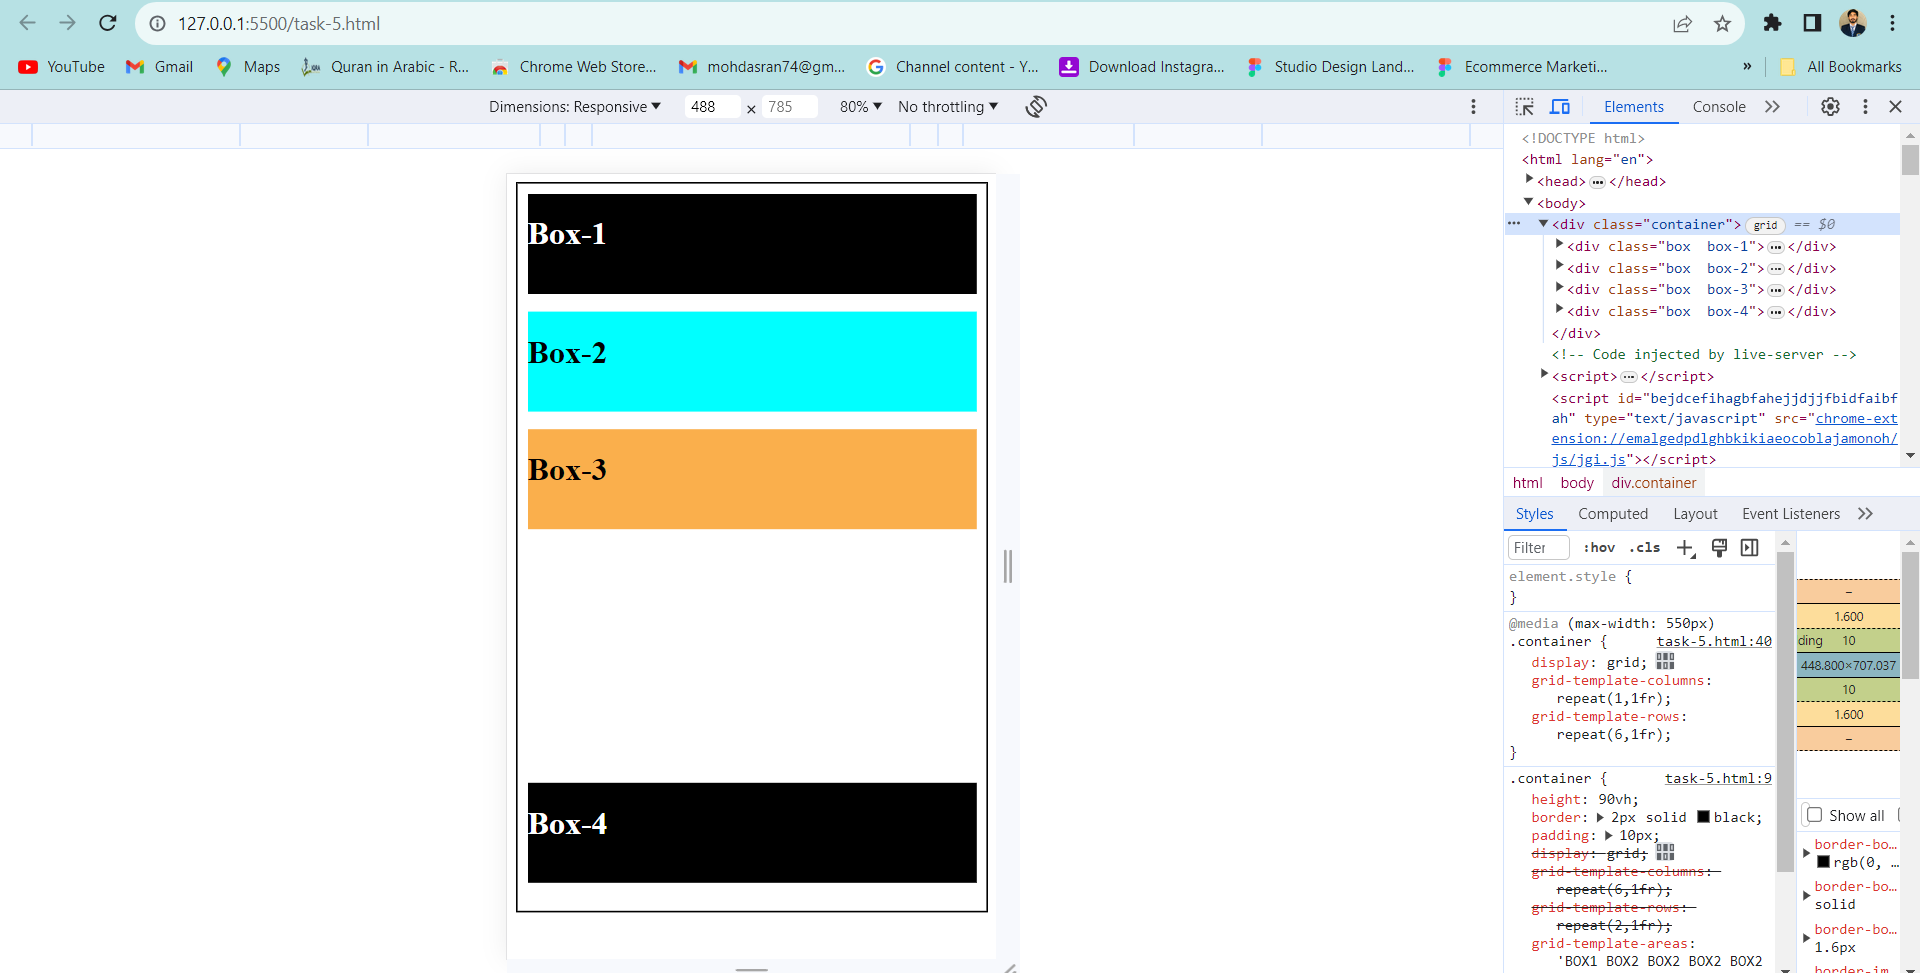 127.0.0.1:5500/task-5.html
YouTube Gmail Maps Quran in Arabic - R... Chrome Web Store... mohdasran74@gm... Channel content - Y... Download Instagra... Studio Design Land... Ecommerce Marketi... » All Bookmarks
Dimensions: Responsive ▼ 488 × 785 80% ▼ No throttling ▼
Elements Console
<!DOCTYPE html>
<html lang="en">
<head> ••• </head>
<body>
••• <div class="container"> grid == $0
<div class="box  box-1"> ••• </div>
<div class="box  box-2"> ••• </div>
<div class="box  box-3"> ••• </div>
<div class="box  box-4"> ••• </div>
</div>
<!-- Code injected by live-server -->
<script> ••• </script>
<script id="bejdcefihagbfahejjdjjfbidfaibf
ah" type="text/javascript" src="chrome-ext
ension://emalgedpdlghbkikiaeocoblajamonoh/
js/jgi.js"></script>
html body div.container
Styles Computed Layout Event Listeners
Filter :hov .cls
element.style {
}
@media (max-width: 550px)
.container { task-5.html:40
display: grid;
grid-template-columns:
repeat(1,1fr);
grid-template-rows:
repeat(6,1fr);
}
.container { task-5.html:9
height: 90vh;
border: 2px solid black;
padding: 10px;
display: grid;
grid-template-columns:
repeat(6,1fr);
grid-template-rows:
repeat(2,1fr);
grid-template-areas:
'BOX1 BOX2 BOX2 BOX2 BOX2
–
1.600
ding 10
448.800×707.037
10
1.600
–
Show all
border-bo...
rgb(0, ...
border-bo...
solid
border-bo...
1.6px
border-im...
Box-1
Box-2
Box-3
Box-4